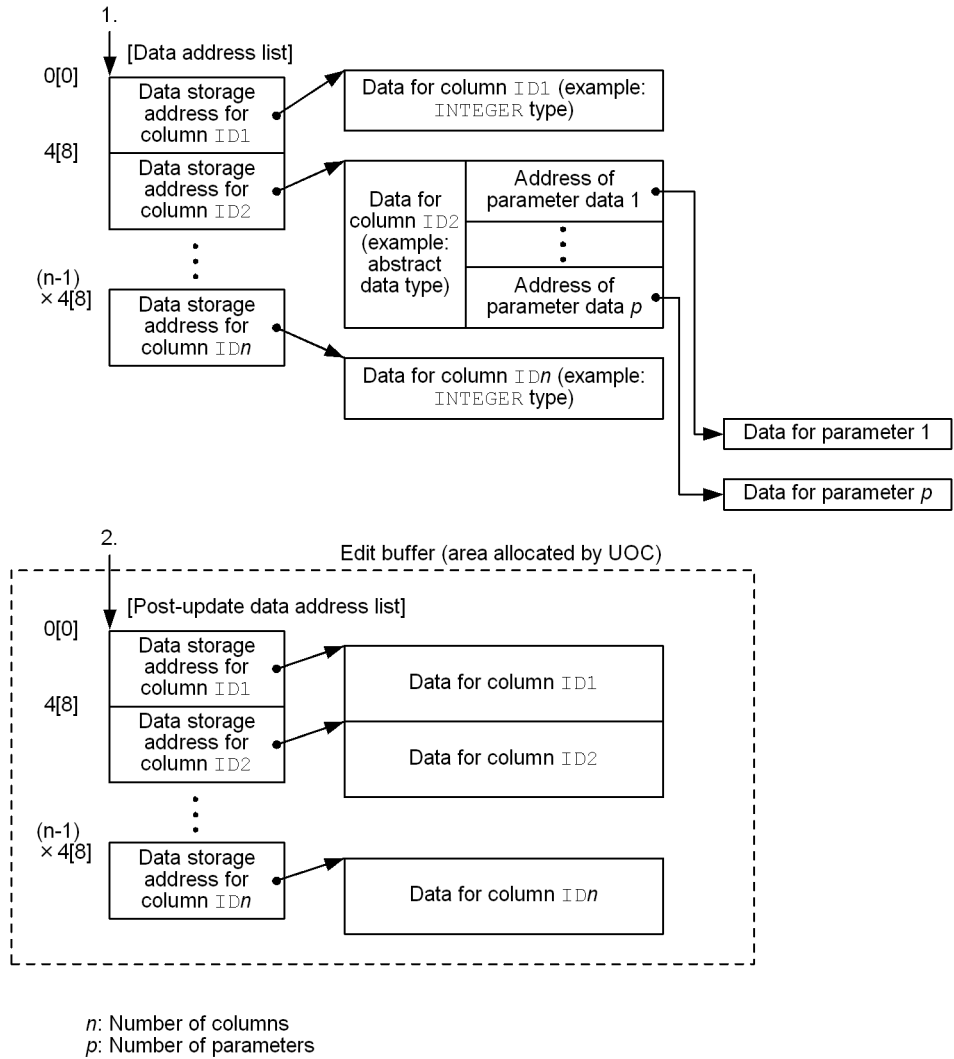 1.
[Data address list]
0[0]
Data storage
address for
column ID1
Data for column ID1 (example:
INTEGER type)
4[8]
Data storage
address for
column ID2
Data for
column ID2
(example:
abstract
data type)
Address of
parameter data 1
Address of
parameter data p
(n-1)
×4[8]
Data storage
address for
column IDn
Data for column IDn (example:
INTEGER type)
Data for parameter 1
Data for parameter p
2.
Edit buffer (area allocated by UOC)
[Post-update data address list]
0[0]
Data storage
address for
column ID1
Data for column ID1
4[8]
Data storage
address for
column ID2
Data for column ID2
(n-1)
×4[8]
Data storage
address for
column IDn
Data for column IDn
n: Number of columns
p: Number of parameters